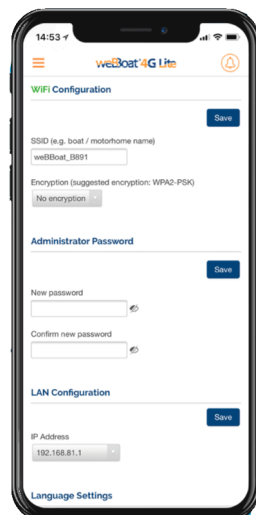 14:53
weBBoat 4G Lite
WiFi Configuration
Save
SSID (e.g. boat / motorhome name)
weBBoat_B891
Encryption (suggested encryption: WPA2-PSK)
No encryption
Administrator Password
Save
New password
Confirm new password
LAN Configuration
Save
IP Address
192.168.81.1
Language Settings